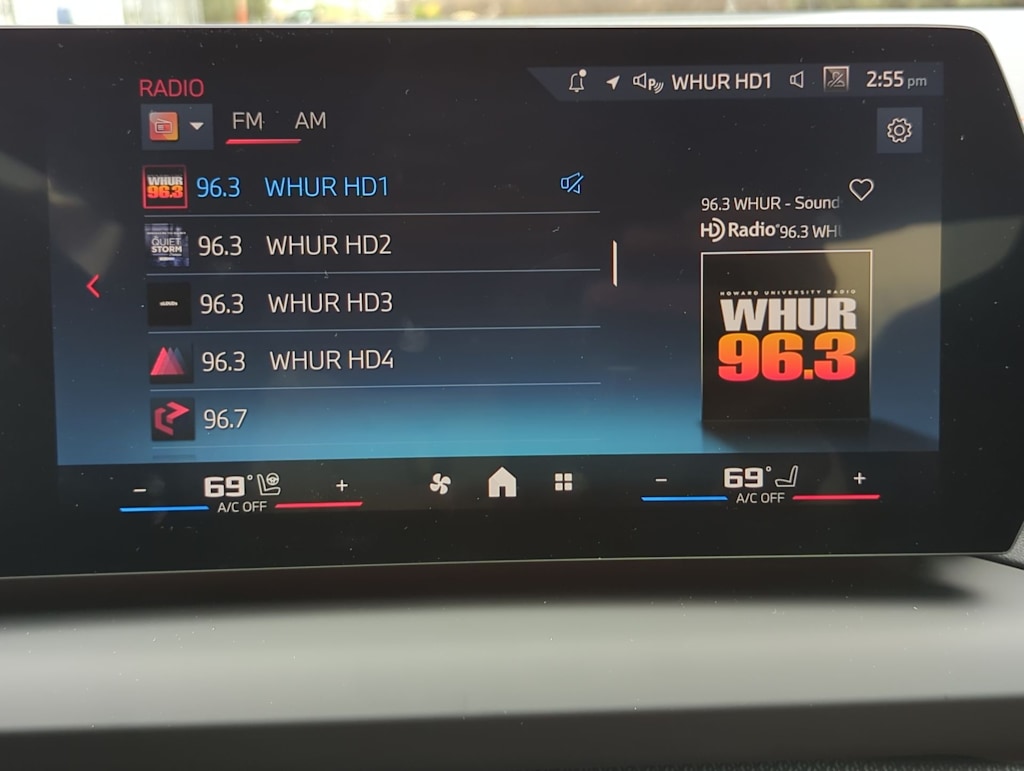 RADIO
WHUR HD1
2:55 pm
FM AM
WHUR
96.3
96.3 WHUR HD1
QUIET
STORM
96.3 WHUR HD2
96.3 WHUR HD3
96.3 WHUR HD4
96.7
96.3 WHUR - Sound
HD Radio 96.3 WH
HOWARD UNIVERSITY RADIO
WHUR
96.3
- 69° +
A/C OFF
- 69° +
A/C OFF